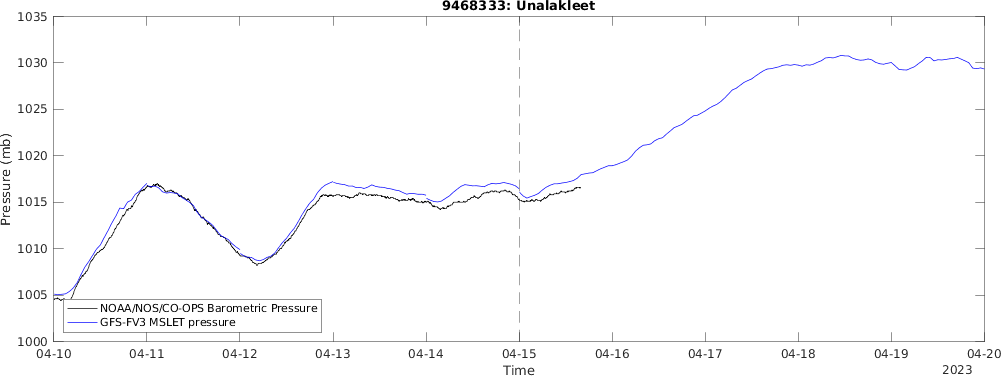 9468333: Unalakleet
1035
1030
1025
1020
1015
1010
1005
1000
Pressure (mb)
NOAA/NOS/CO-OPS Barometric Pressure
GFS-FV3 MSLET pressure
04-10 04-11 04-12 04-13 04-14 04-15 04-16 04-17 04-18 04-19 04-20
Time
2023